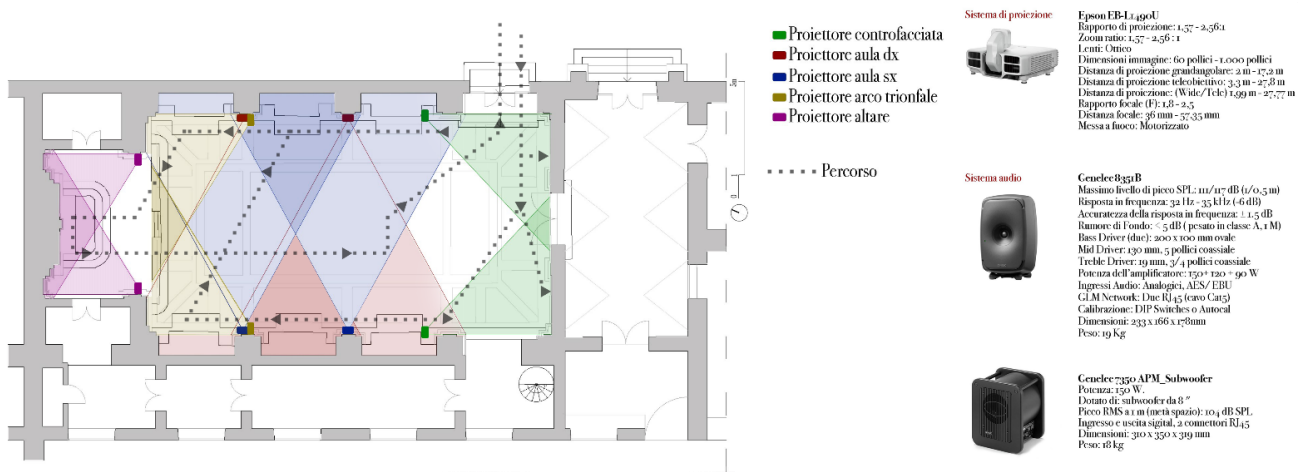 Proiettore controfacciata
Proiettore aula dx
Proiettore aula sx
Proiettore arco trionfale
Proiettore altare
Percorso
5m
0
Sistema di proiezione
Epson EB-L1490U
Rapporto di proiezione: 1,57 - 2,56:1
Zoom ratio: 1,57 - 2,56 : 1
Lenti: Ottico
Dimensioni immagine: 60 pollici - 1.000 pollici
Distanza di proiezione grandangolare: 2 m - 17,2 m
Distanza di proiezione teleobiettivo: 3,3 m - 27,8 m
Distanza di proiezione: (Wide/Tele) 1,99 m - 27,77 m
Rapporto focale (F): 1,8 - 2,5
Distanza focale: 36 mm - 57,35 mm
Messa a fuoco: Motorizzato
Sistema audio
Genelec 8351B
Massimo livello di picco SPL: 111/117 dB (1/0,5 m)
Risposta in frequenza: 32 Hz - 35 kHz (-6 dB)
Accuratezza della risposta in frequenza: ± 1.5 dB
Rumore di Fondo: < 5 dB ( pesato in classe A, 1 M)
Bass Driver (due): 200 x 100 mm ovale
Mid Driver: 130 mm, 5 pollici coassiale
Treble Driver: 19 mm, 3/4 pollici coassiale
Potenza dell'amplificatore: 150+ 120 + 90 W
Ingressi Audio: Analogici, AES/ EBU
GLM Network: Due RJ45 (cavo Cat5)
Calibrazione: DIP Switches o Autocal
Dimensioni: 233 x 166 x 178mm
Peso: 19 Kg
Genelec 7350 APM_Subwoofer
Potenza: 150 W.
Dotato di: subwoofer da 8 "
Picco RMS a 1 m (metà spazio): 104 dB SPL
Ingresso e uscita sigital, 2 connettori RJ45
Dimensioni: 310 x 350 x 319 mm
Peso: 18 kg